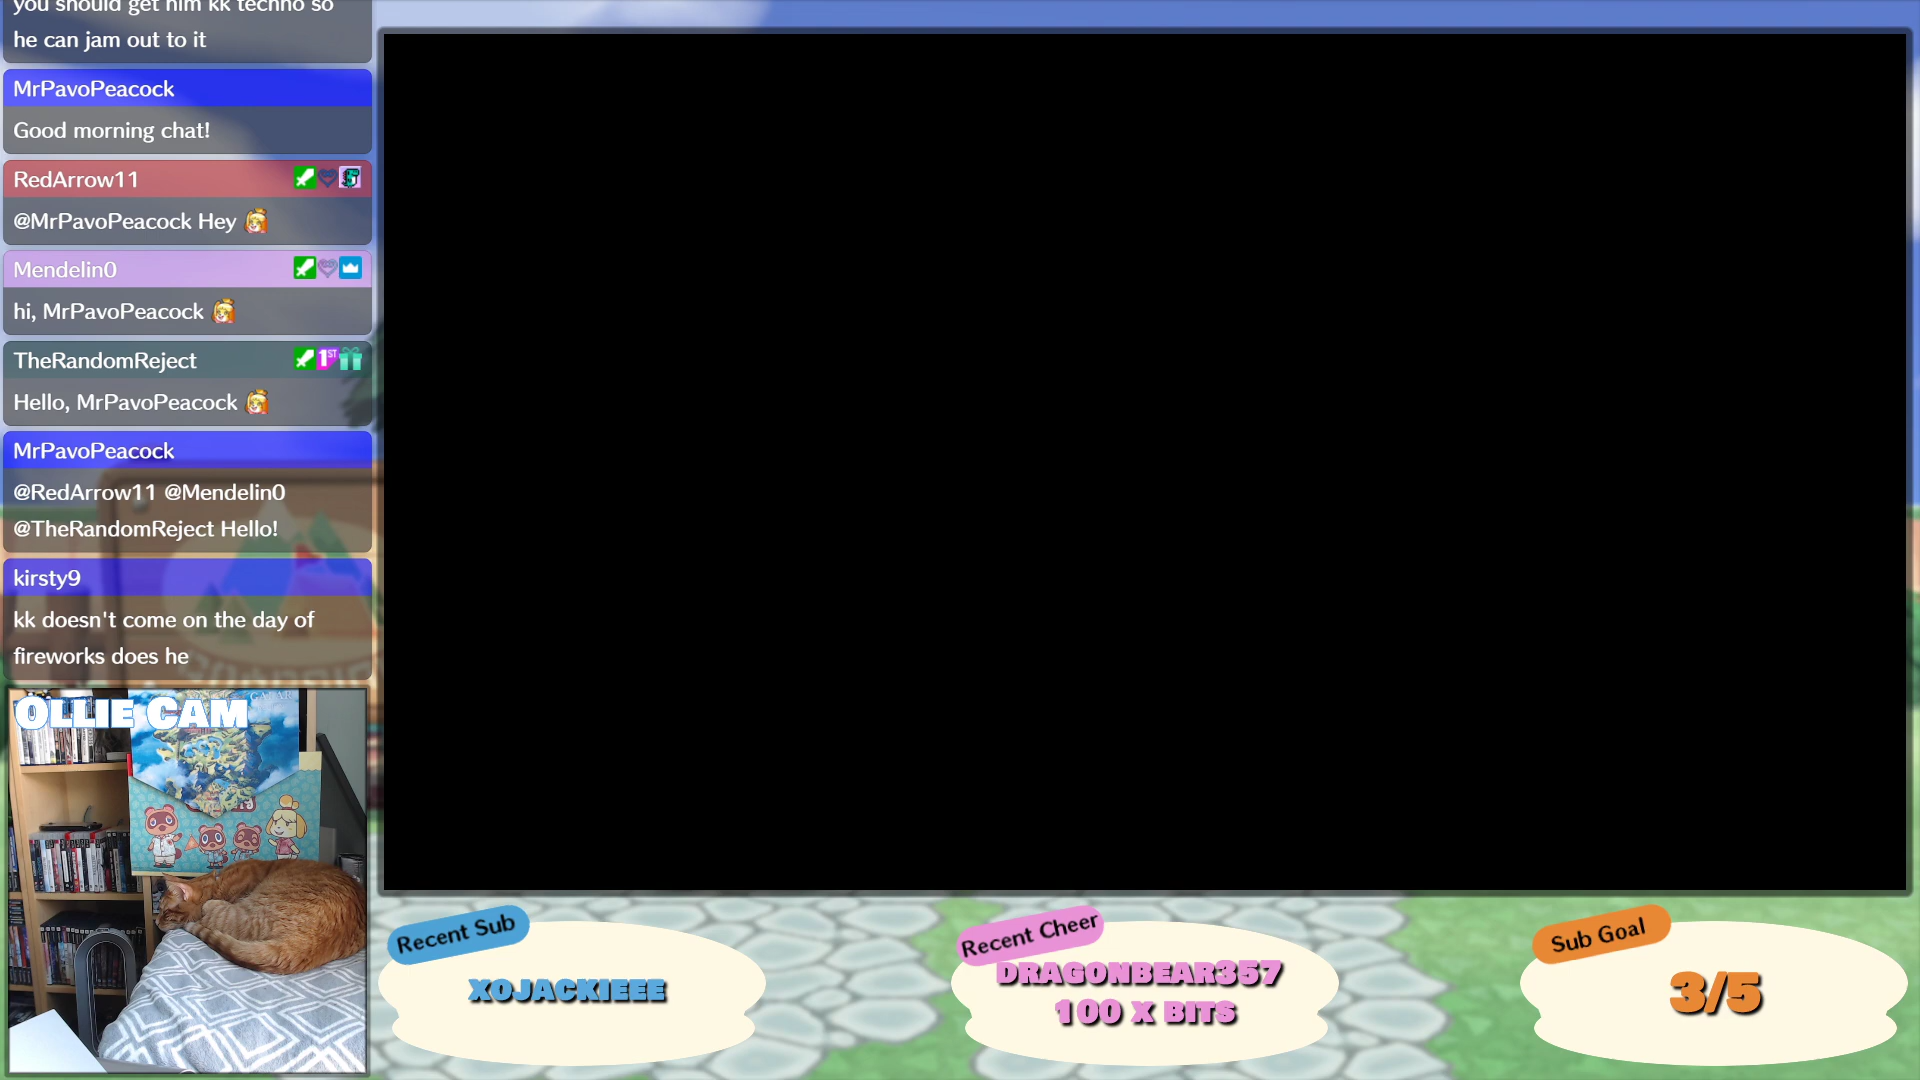 you should get him kk techno so
he can jam out to it
MrPavoPeacock
Good morning chat!
RedArrow11
@MrPavoPeacock Hey
Mendelin0
hi, MrPavoPeacock
TheRandomReject
1ST
Hello, MrPavoPeacock
MrPavoPeacock
@RedArrow11 @Mendelin0
@TheRandomReject Hello!
kirsty9
kk doesn't come on the day of
fireworks does he
OLLIE CAM
Recent Sub
XOJACKIEEE
Recent Cheer
DRAGONBEAR357
100 X BITS
Sub Goal
3/5